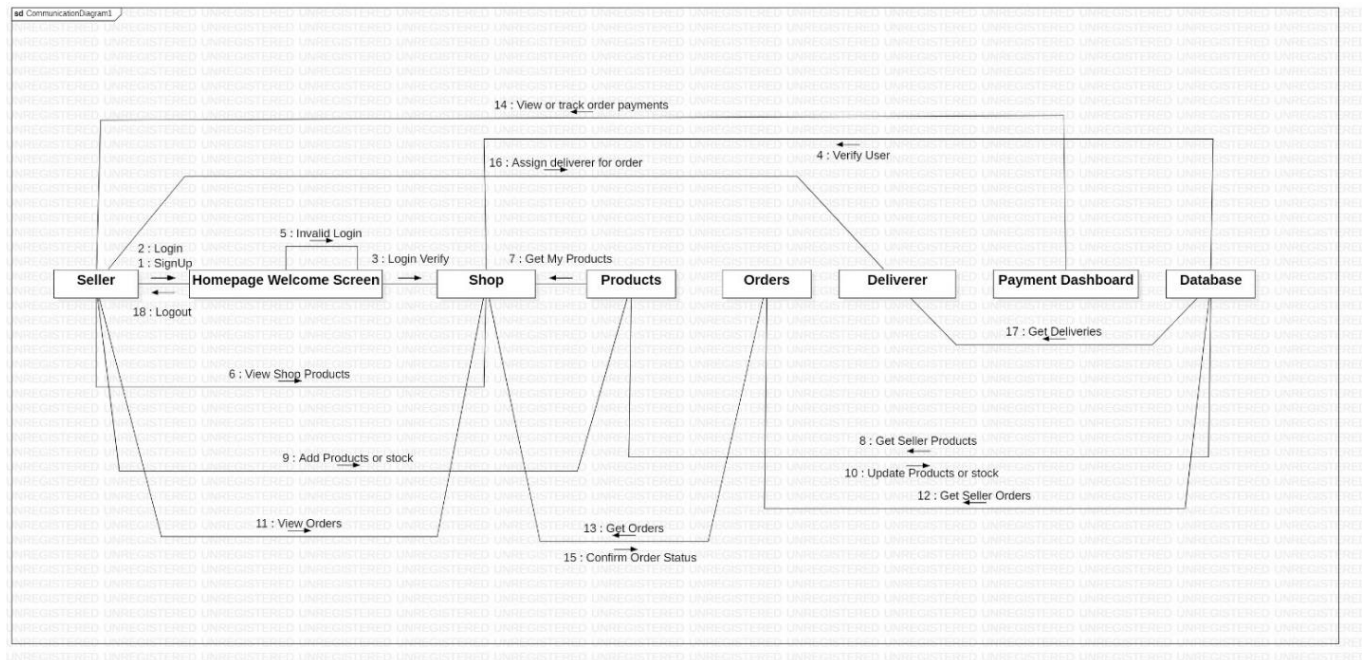 sd CommunicationDiagram1
14 : View or track order payments
4 : Verify User
16 : Assign deliverer for order
5 : Invalid Login
2 : Login
1 : SignUp
3 : Login Verify
7 : Get My Products
Seller
Homepage Welcome Screen
Shop
Products
Orders
Deliverer
Payment Dashboard
Database
18 : Logout
17 : Get Deliveries
6 : View Shop Products
8 : Get Seller Products
9 : Add Products or stock
10 : Update Products or stock
12 : Get Seller Orders
11 : View Orders
13 : Get Orders
15 : Confirm Order Status
UNREGISTERED